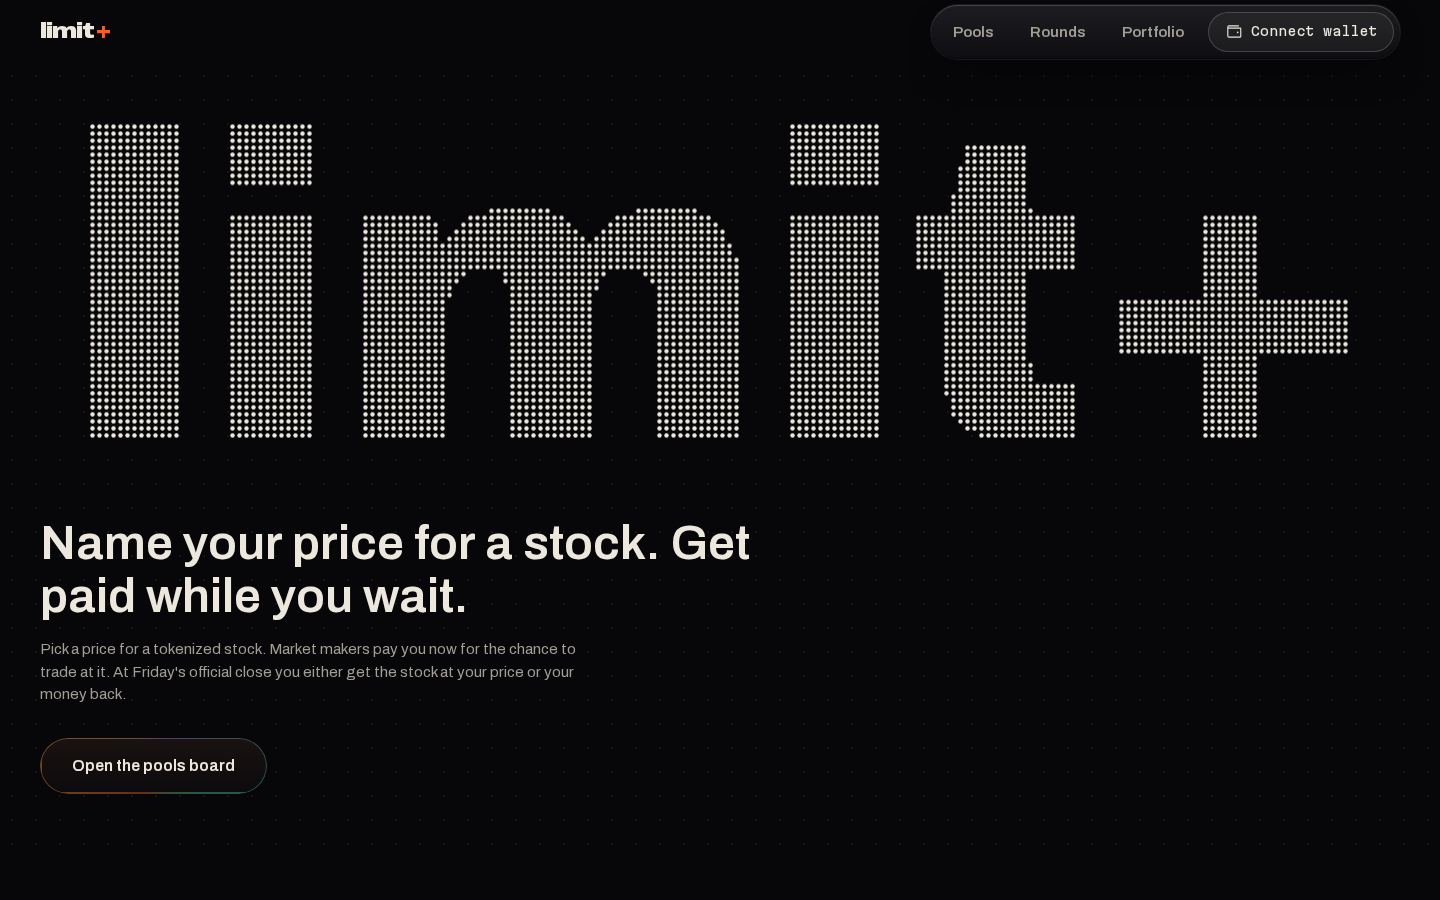 limit+
Pools
Rounds
Portfolio
Connect wallet
limit+
Name your price for a stock. Get
paid while you wait.
Pick a price for a tokenized stock. Market makers pay you now for the chance to
trade at it. At Friday's official close you either get the stock at your price or your
money back.
Open the pools board